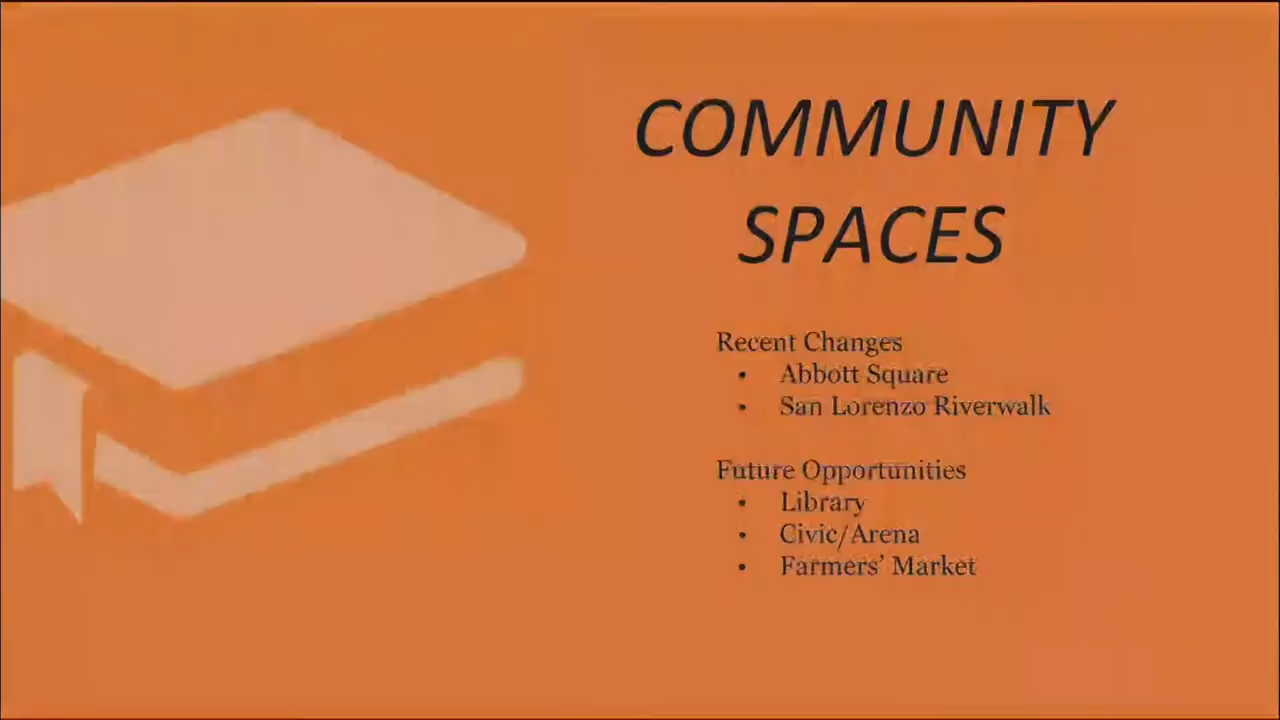 COMMUNITY
SPACES
Recent Changes
• Abbott Square
• San Lorenzo Riverwalk
Future Opportunities
• Library
• Civic/Arena
• Farmers’ Market